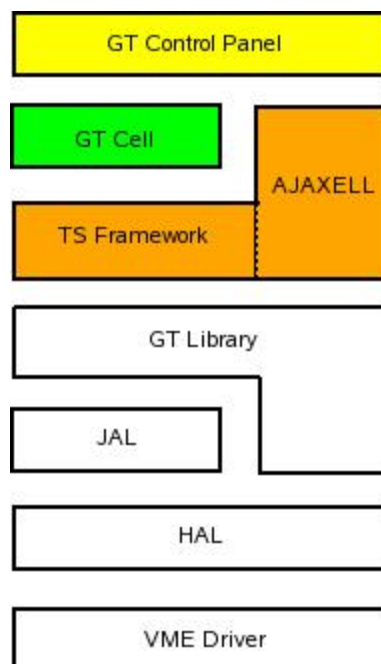 GT Control Panel
GT Cell
AJAXELL
TS Framework
GT Library
JAL
HAL
VME Driver